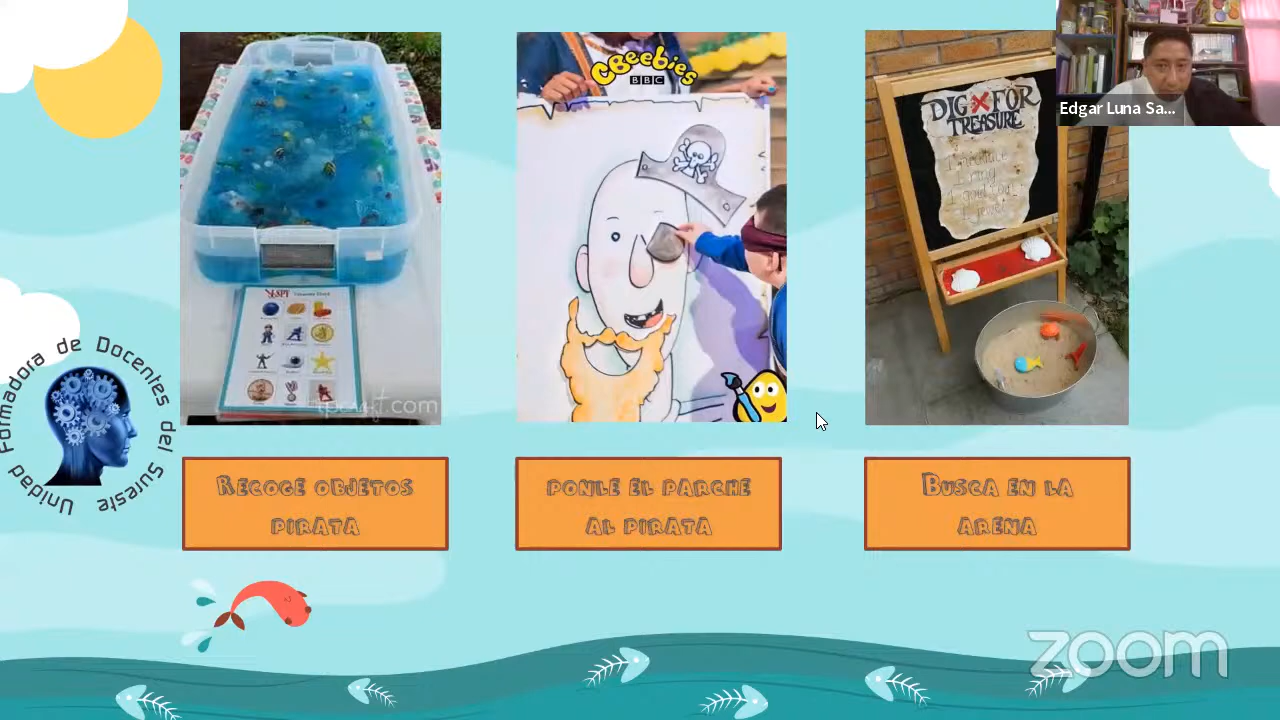 CBeebies
BBC
DIG FOR
TREASURE
Edgar Luna Sa...
I SPY
Unidad Formadora de Docentes del Sureste
RECOGE OBJETOS
PIRATA
PONLE EL PARCHE
AL PIRATA
BUSCA EN LA
ARENA
zoom